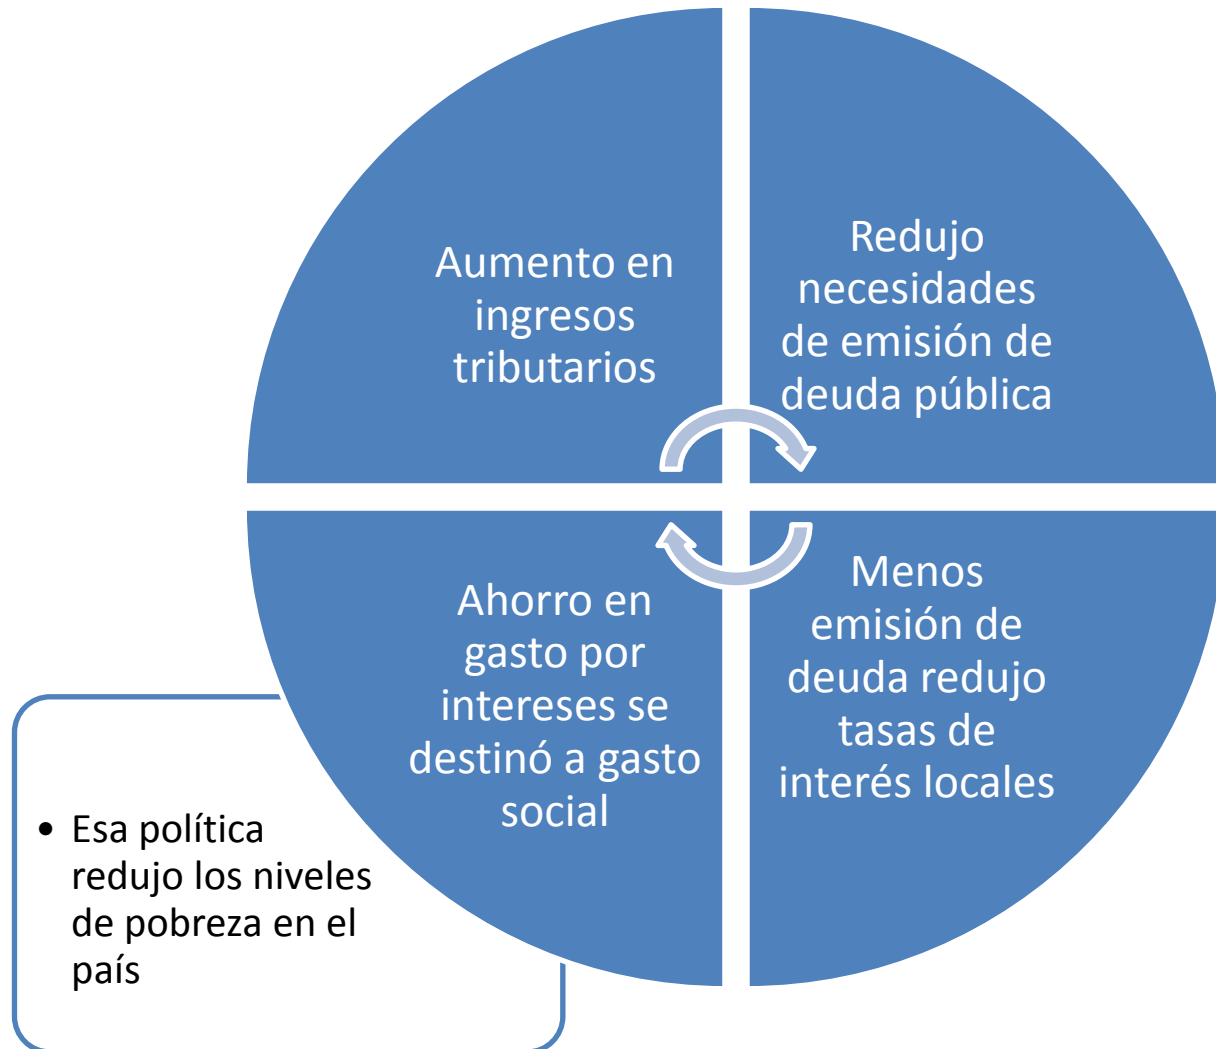 Aumento en
ingresos
tributarios
Redujo
necesidades
de emisión de
deuda pública
Menos
emisión de
deuda redujo
tasas de
interés locales
Ahorro en
gasto por
intereses se
destinó a gasto
social
• Esa política
redujo los niveles
de pobreza en el
país